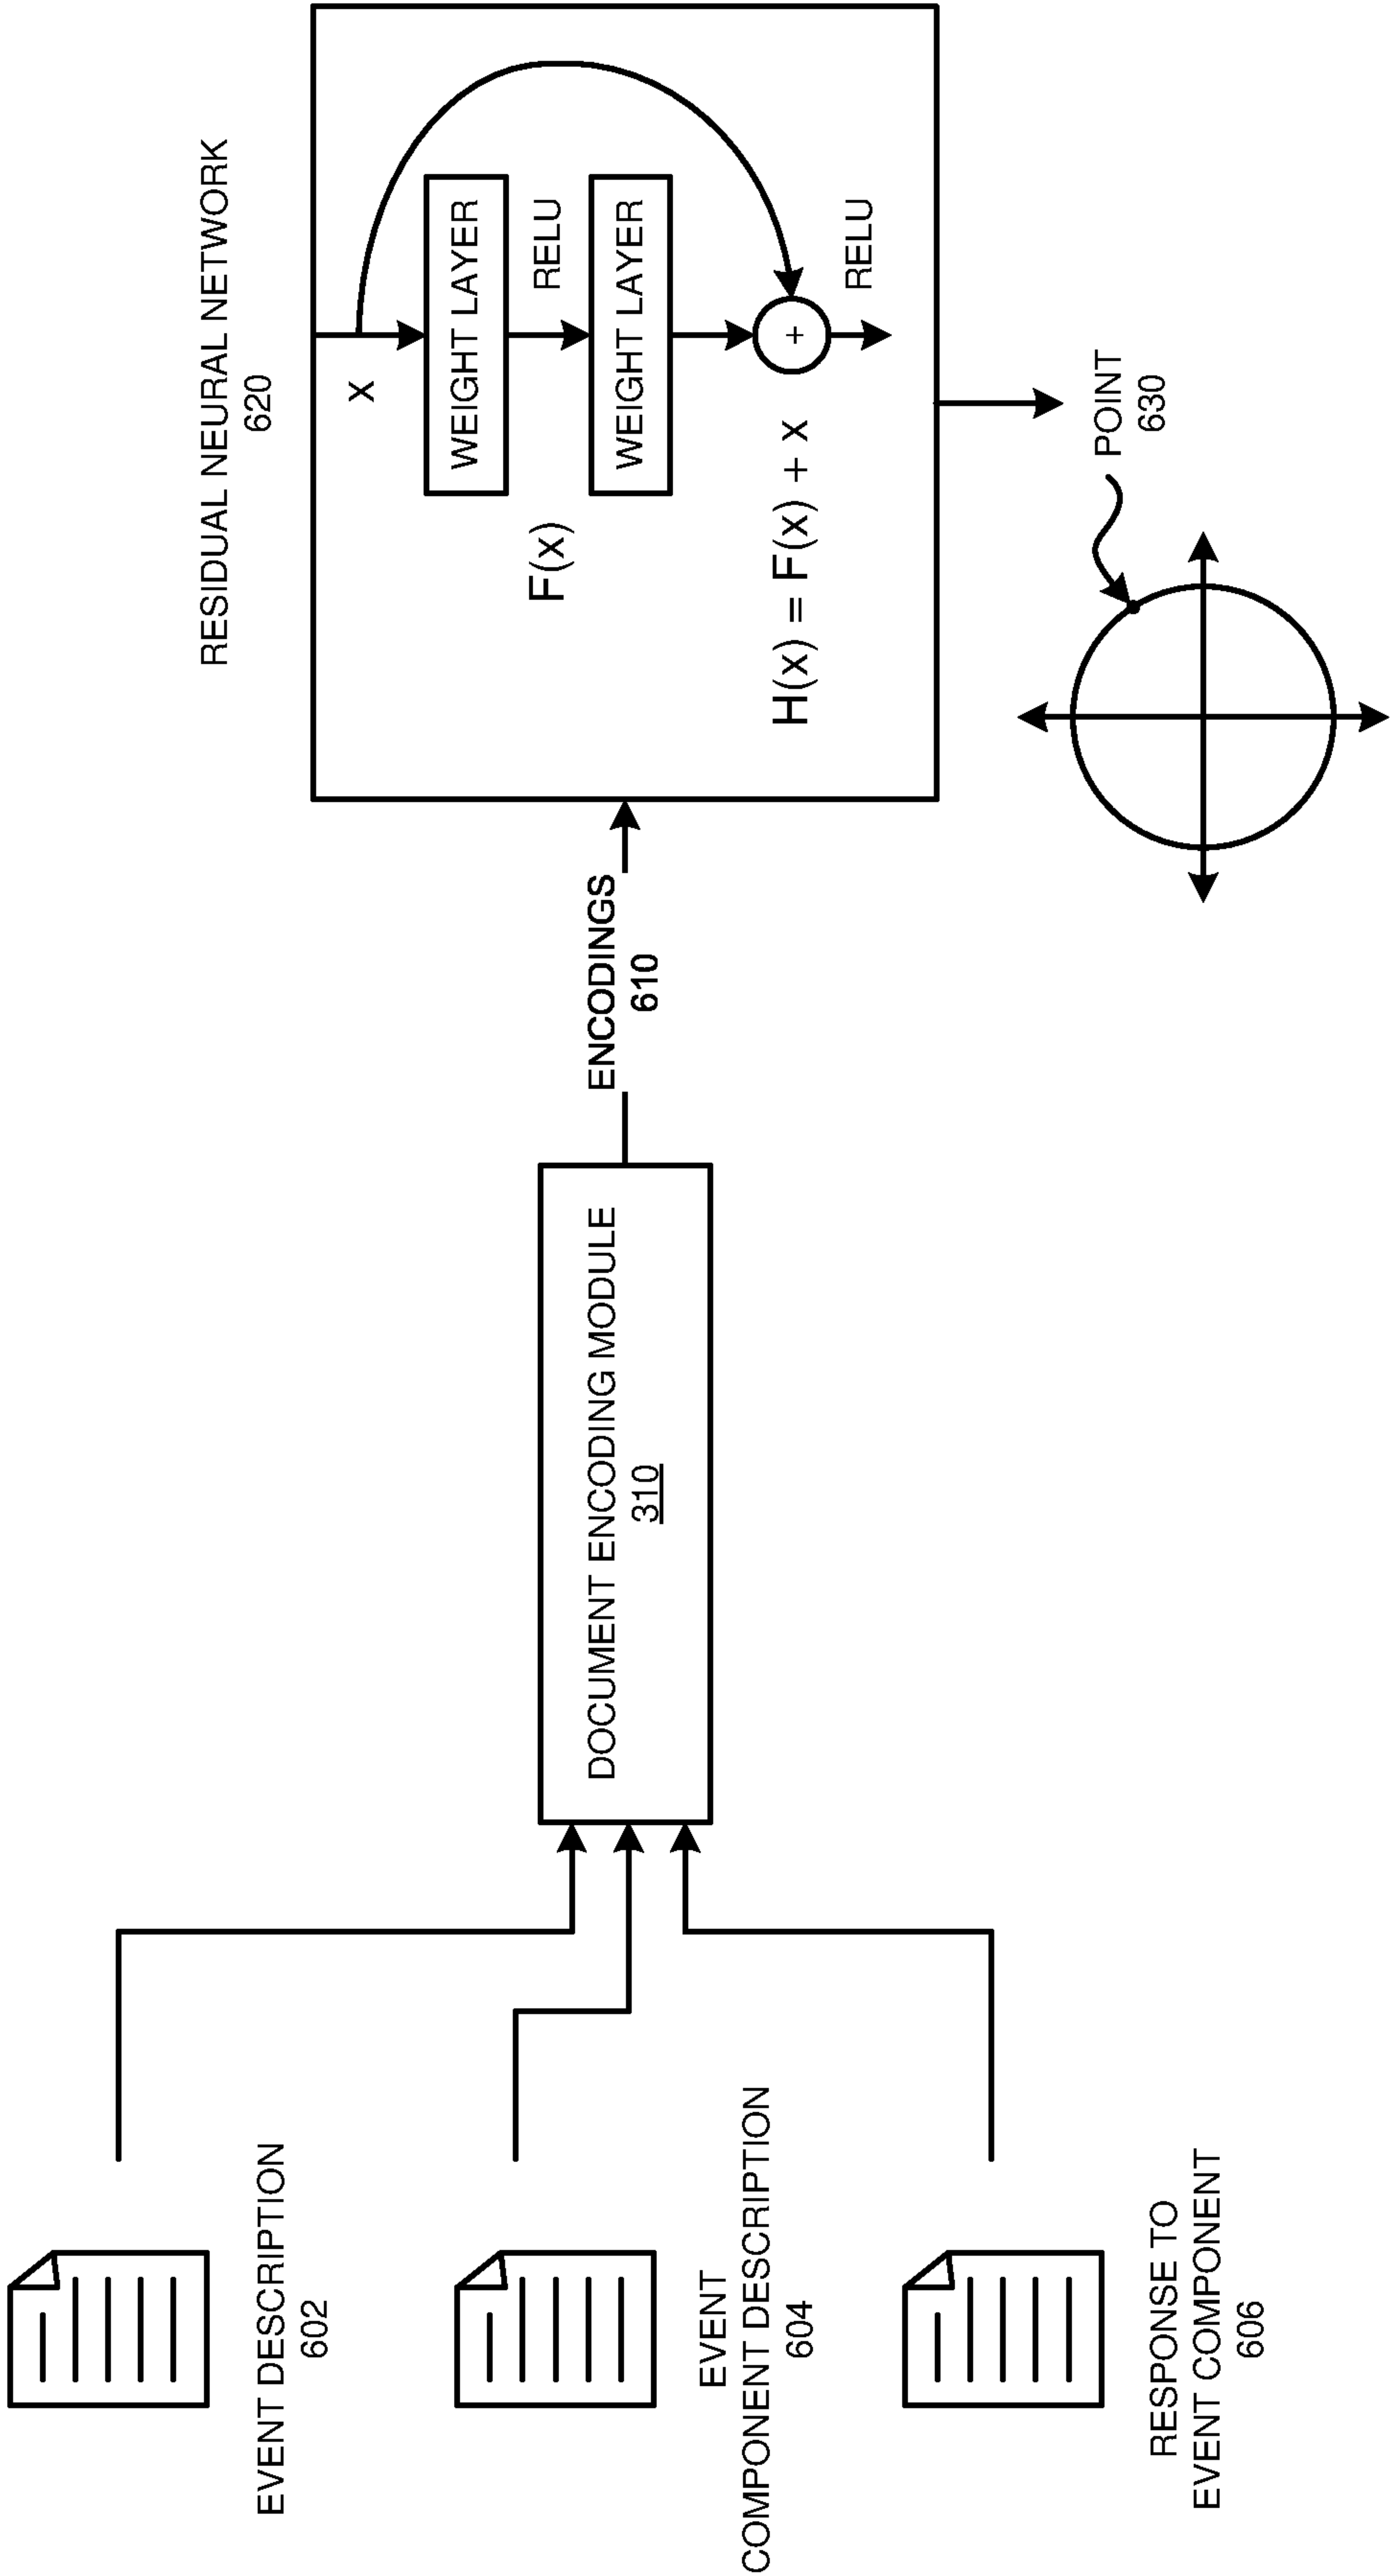 EVENT DESCRIPTION
602
EVENT
COMPONENT DESCRIPTION
604
RESPONSE TO
EVENT COMPONENT
606
DOCUMENT ENCODING MODULE
310
ENCODINGS
610
RESIDUAL NEURAL NETWORK
620
X
WEIGHT LAYER
RELU
F(x)
WEIGHT LAYER
+
H(x) = F(x) + x
RELU
POINT
630